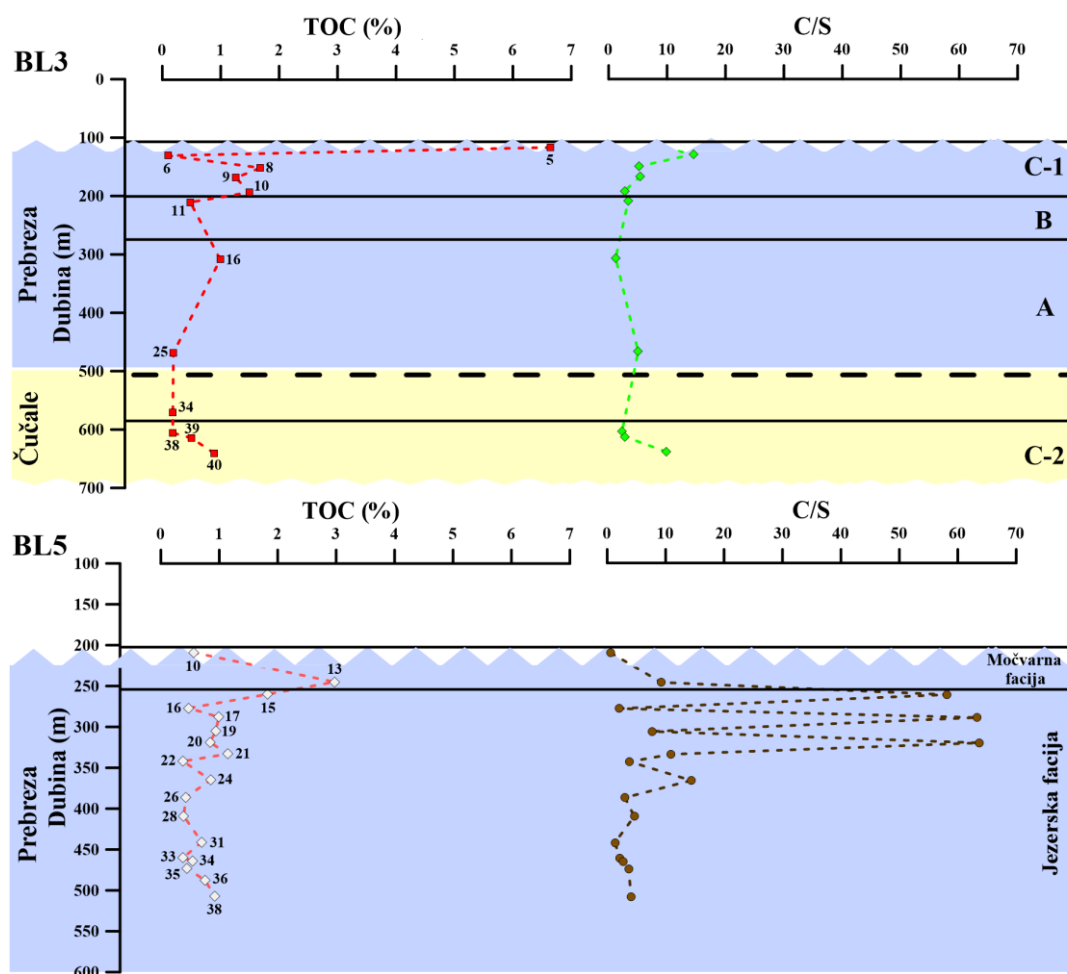 TOC (%)
C/S
BL3
0 1 2 3 4 5 6 7
0 10 20 30 40 50 60 70
0
100
200
300
400
500
600
700
Prebreza
Dubina (m)
Čučale
5
6
8
9
10
11
16
25
34
39
38
40
C-1
B
A
C-2
TOC (%)
C/S
BL5
0 1 2 3 4 5 6 7
0 10 20 30 40 50 60 70
100
150
200
250
300
350
400
450
500
600
Prebreza
Dubina (m)
10
13
15
16
17
19
20
21
22
24
26
28
31
33
34
35
36
38
Močvarna
facija
Jezerska facija